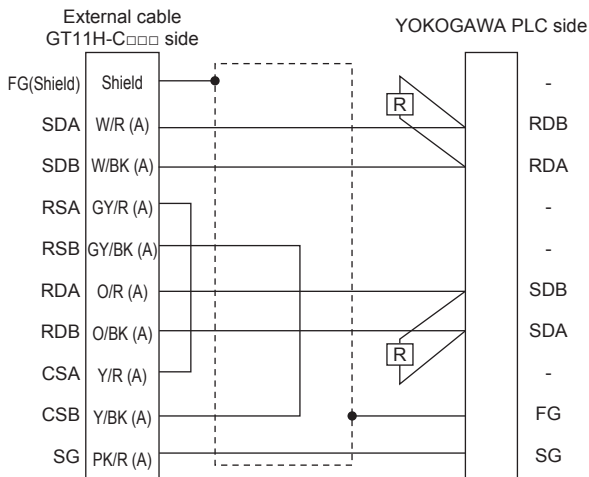 External cable
GT11H-C□□□ side
YOKOGAWA PLC side
FG(Shield) Shield -
R
SDA W/R (A) RDB
SDB W/BK (A) RDA
RSA GY/R (A) -
RSB GY/BK (A) -
RDA O/R (A) SDB
RDB O/BK (A) SDA
R
CSA Y/R (A) -
CSB Y/BK (A) FG
SG PK/R (A) SG